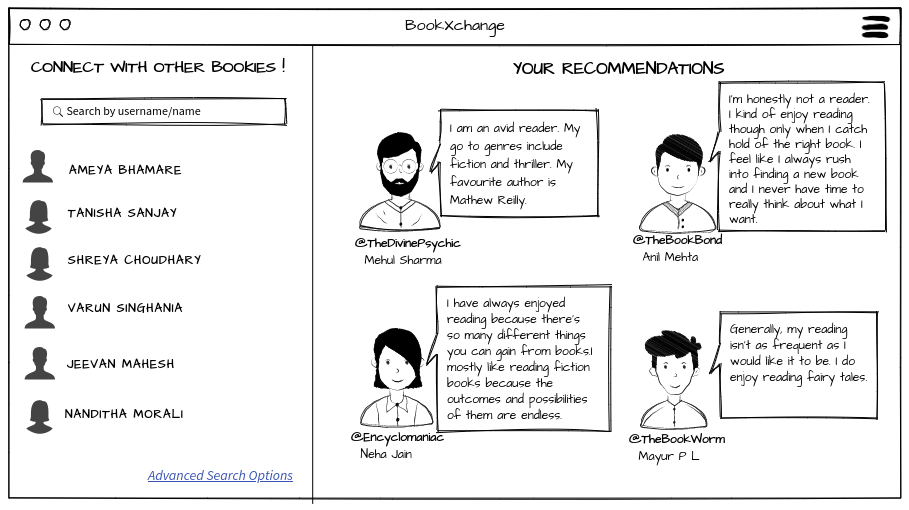 BookXchange
CONNECT WITH OTHER BOOKIES !
Search by username/name
AMEYA BHAMARE
TANISHA SANJAY
SHREYA CHOUDHARY
VARUN SINGHANIA
JEEVAN MAHESH
NANDITHA MORALI
Advanced Search Options
YOUR RECOMMENDATIONS
I am an avid reader. My
go to genres include
fiction and thriller. My
favourite author is
Mathew Reilly.
@TheDivinePsychic
Mehul Sharma
I'm honestly not a reader.
I kind of enjoy reading
though only when I catch
hold of the right book. I
feel like I always rush
into finding a new book
and I never have time to
really think about what I
want.
@TheBookBond
Anil Mehta
I have always enjoyed
reading because there's
so many different things
you can gain from books.I
mostly like reading fiction
books because the
outcomes and possibilities
of them are endless.
@Encyclomaniac
Neha Jain
Generally, my reading
isn't as frequent as I
would like it to be. I do
enjoy reading fairy tales.
@TheBookWorm
Mayur P L